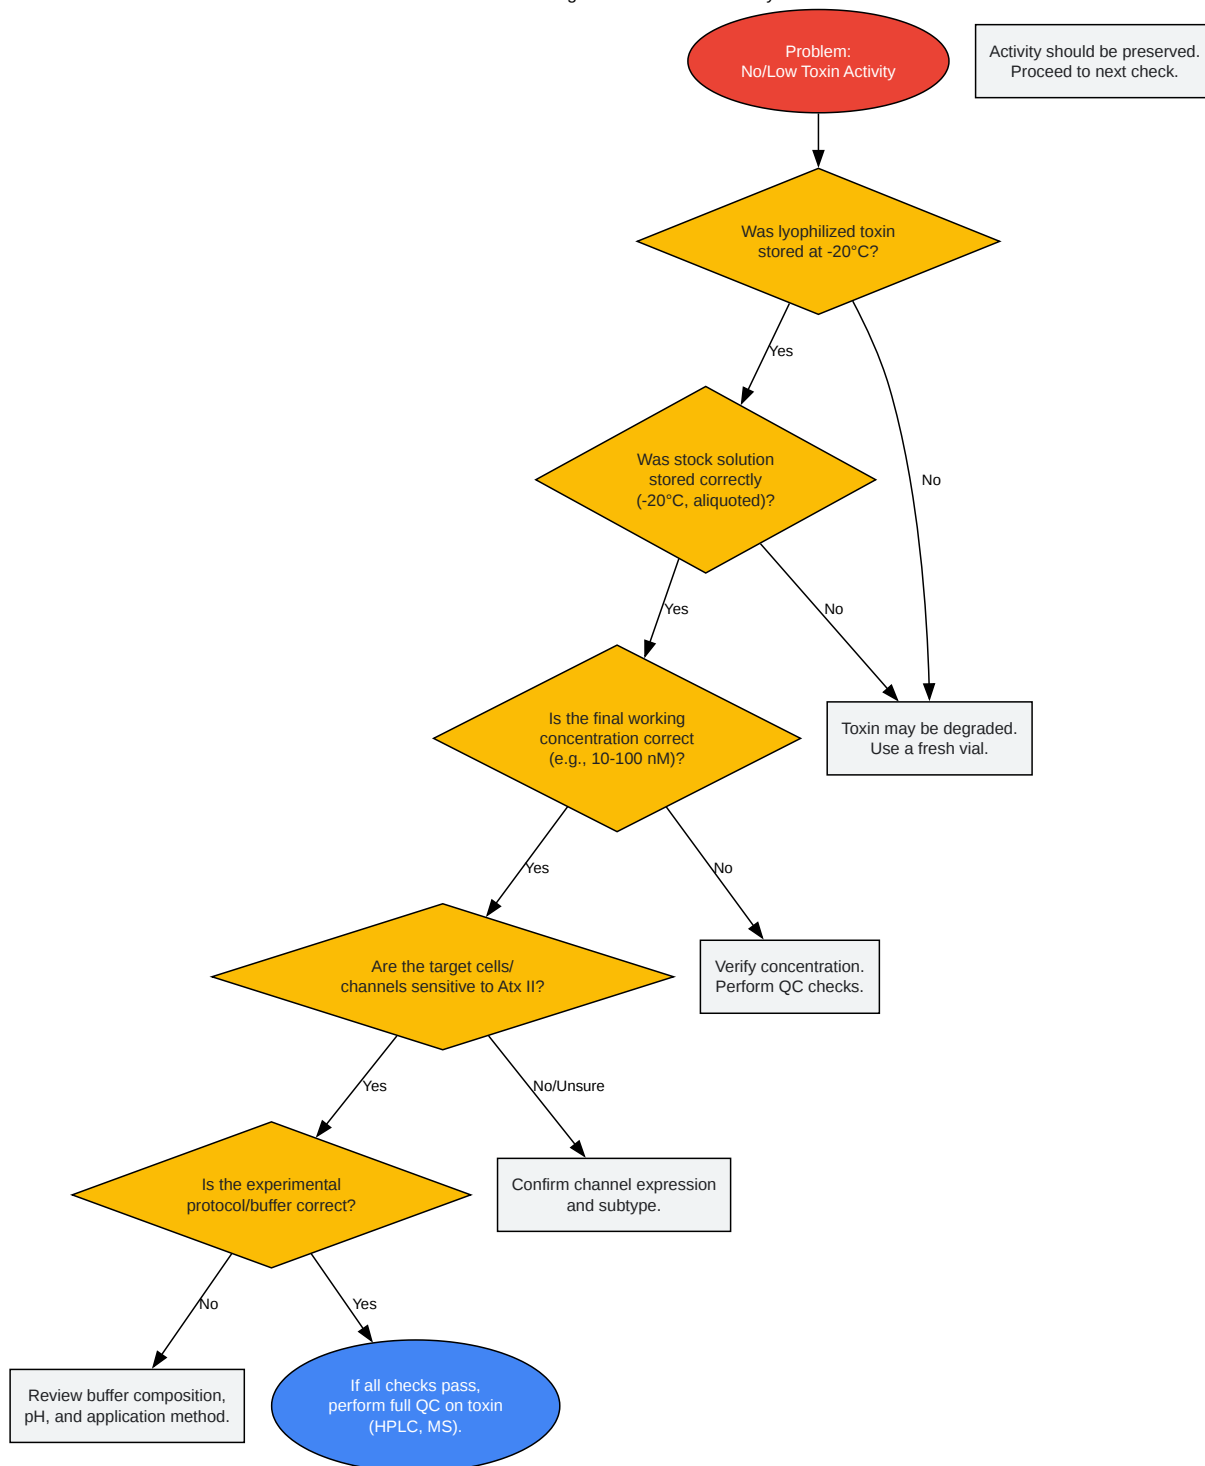 Problem:
No/Low Toxin Activity
Activity should be preserved.
Proceed to next check.
Was lyophilized toxin
stored at -20°C?
Yes
No
Was stock solution
stored correctly
(-20°C, aliquoted)?
Yes
No
Is the final working
concentration correct
(e.g., 10-100 nM)?
Toxin may be degraded.
Use a fresh vial.
Yes
No
Are the target cells/
channels sensitive to Atx II?
Verify concentration.
Perform QC checks.
Yes
No/Unsure
Is the experimental
protocol/buffer correct?
Confirm channel expression
and subtype.
No
Yes
Review buffer composition,
pH, and application method.
If all checks pass,
perform full QC on toxin
(HPLC, MS).